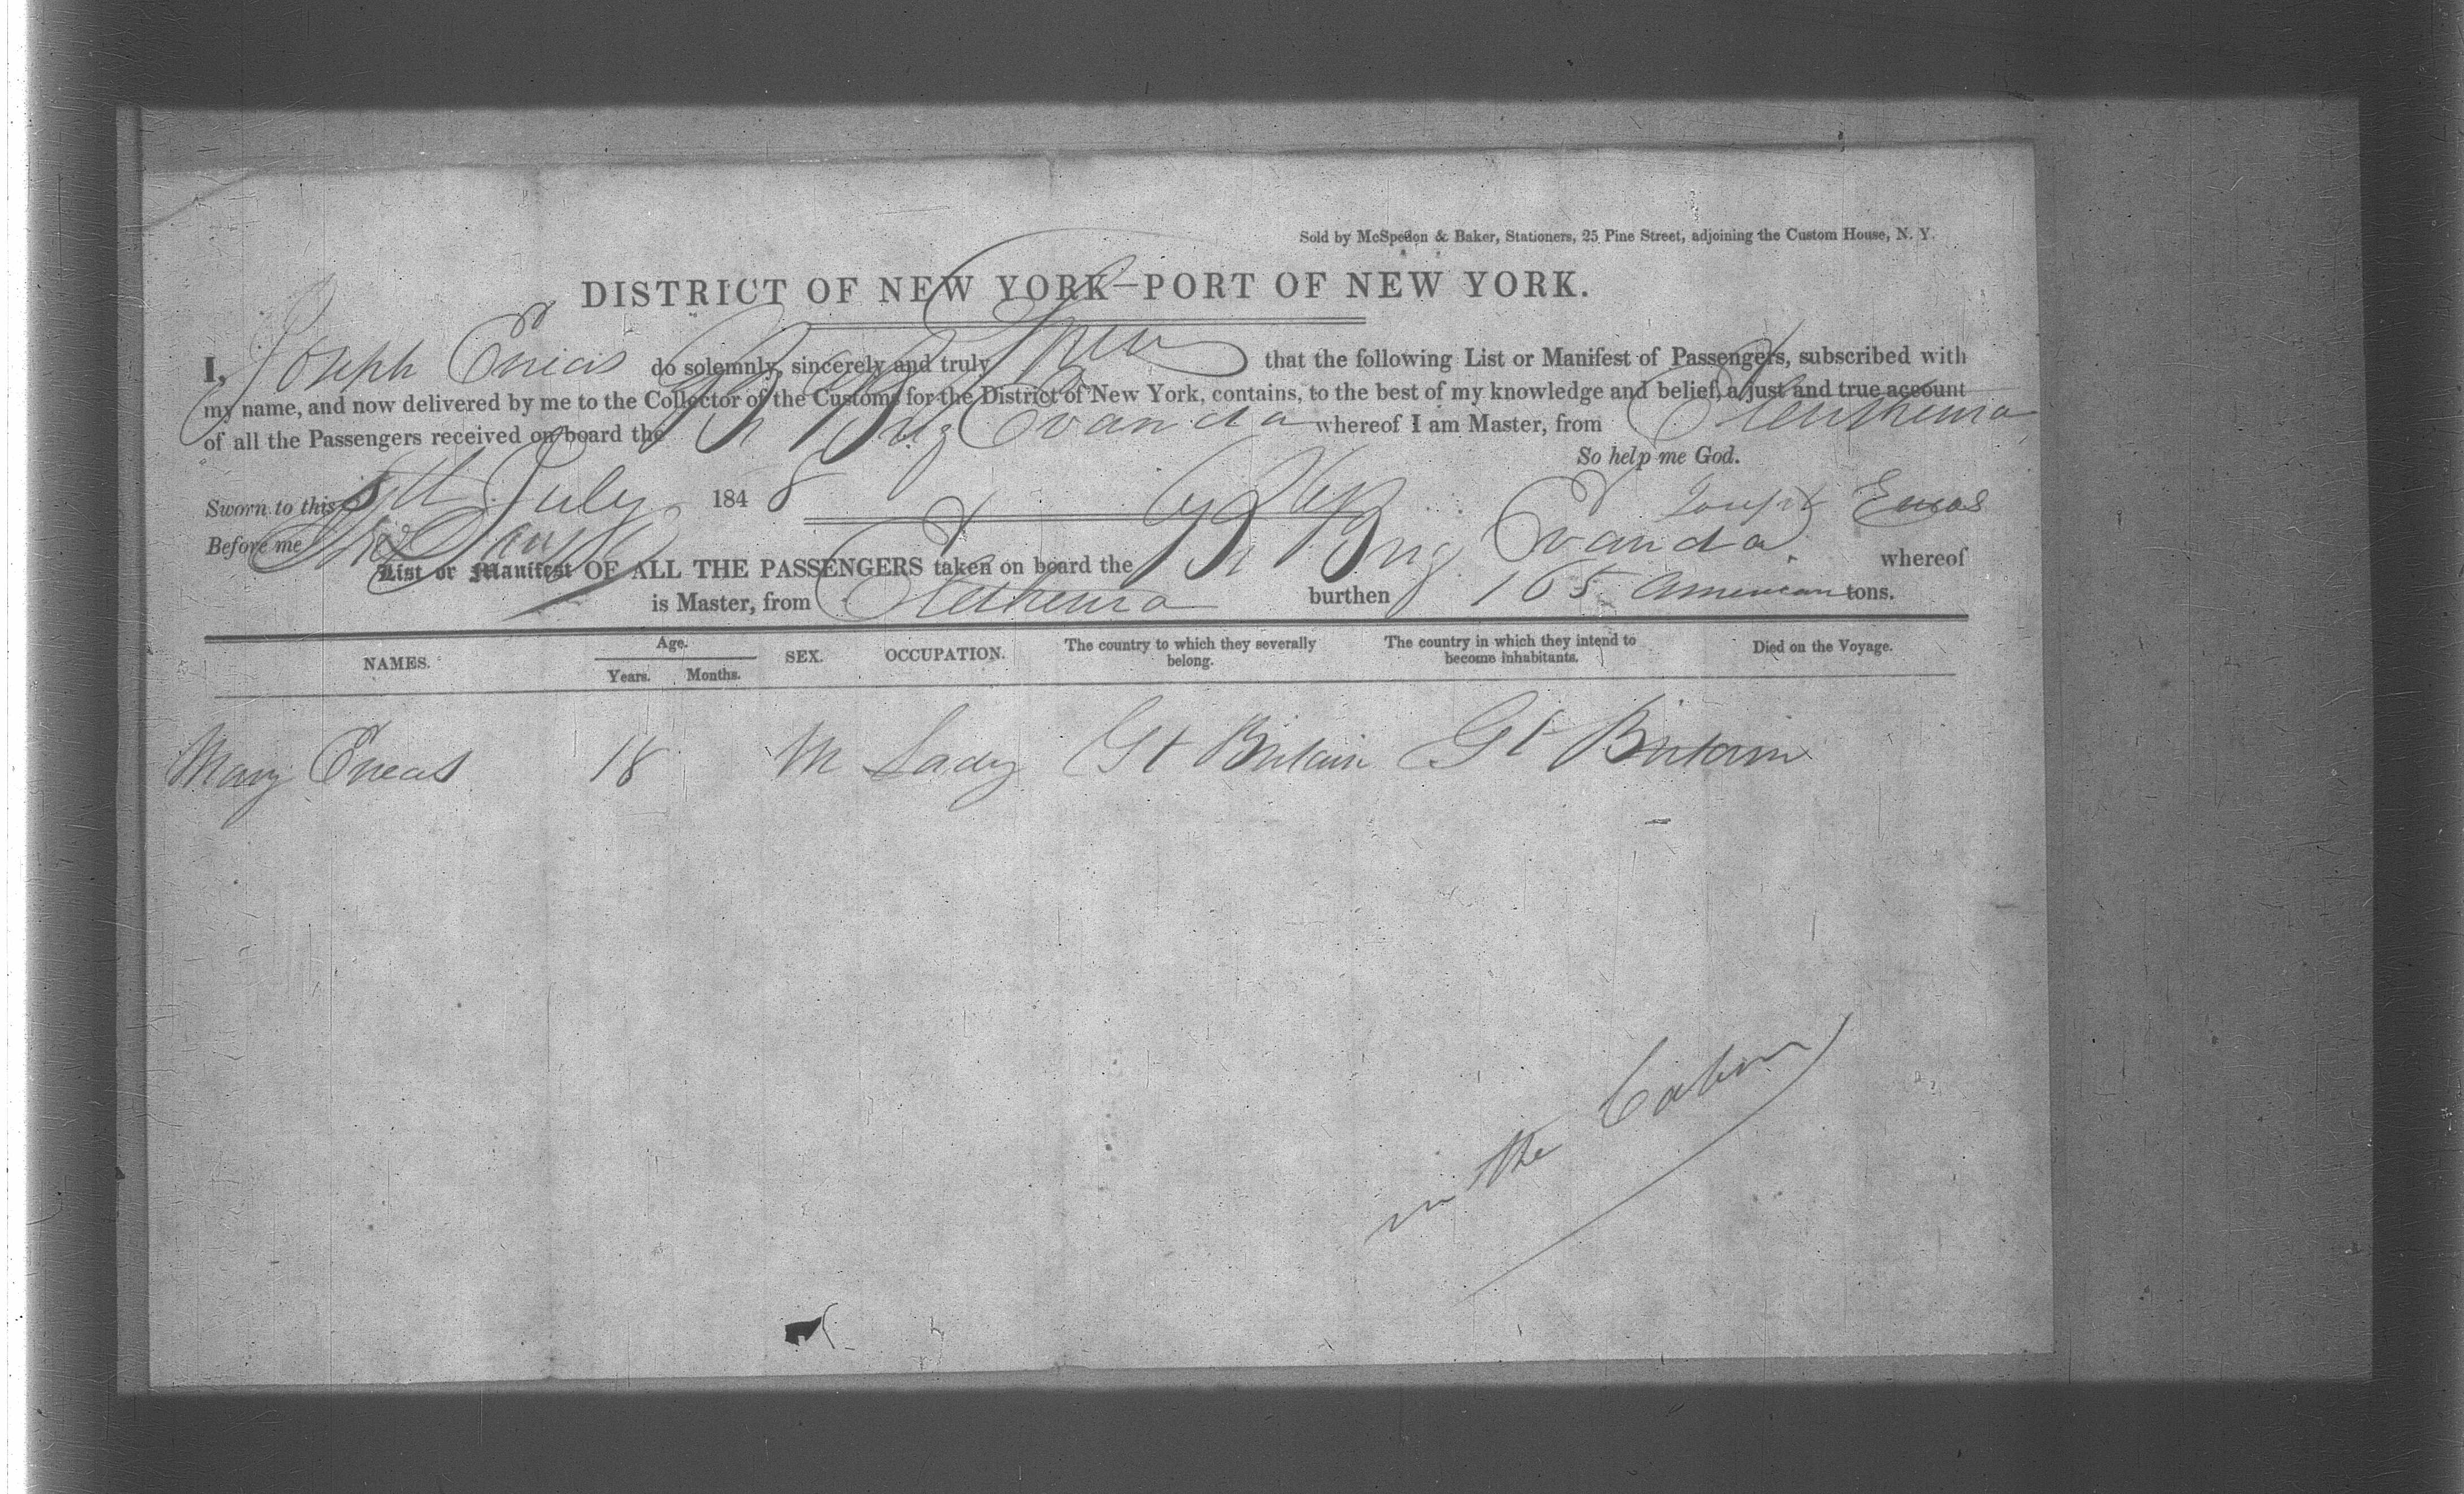 Sold by McSpedon & Baker, Stationers, 25 Pine Street, adjoining the Custom House, N. Y.
DISTRICT OF NEW YORK—PORT OF NEW YORK.
I, Joseph Eneas do solemnly, sincerely and truly Swear that the following List or Manifest of Passengers, subscribed with
my name, and now delivered by me to the Collector of the Customs for the District of New York, contains, to the best of my knowledge and belief, a just and true account
of all the Passengers received on board the Br Brig Evanda whereof I am Master, from
So help me God.
Sworn to this 5th July 1848 Joseph Eneas
Before me
List or Manifest OF ALL THE PASSENGERS taken on board the Br Brig Evanda whereof
is Master, from burthen 165 American tons.
NAMES. Age. Years. Months. SEX. OCCUPATION. The country to which they severally belong. The country in which they intend to become inhabitants. Died on the Voyage.
Mary Eneas 18 M Lady Gt Britain Gt Britain
in the Cabin